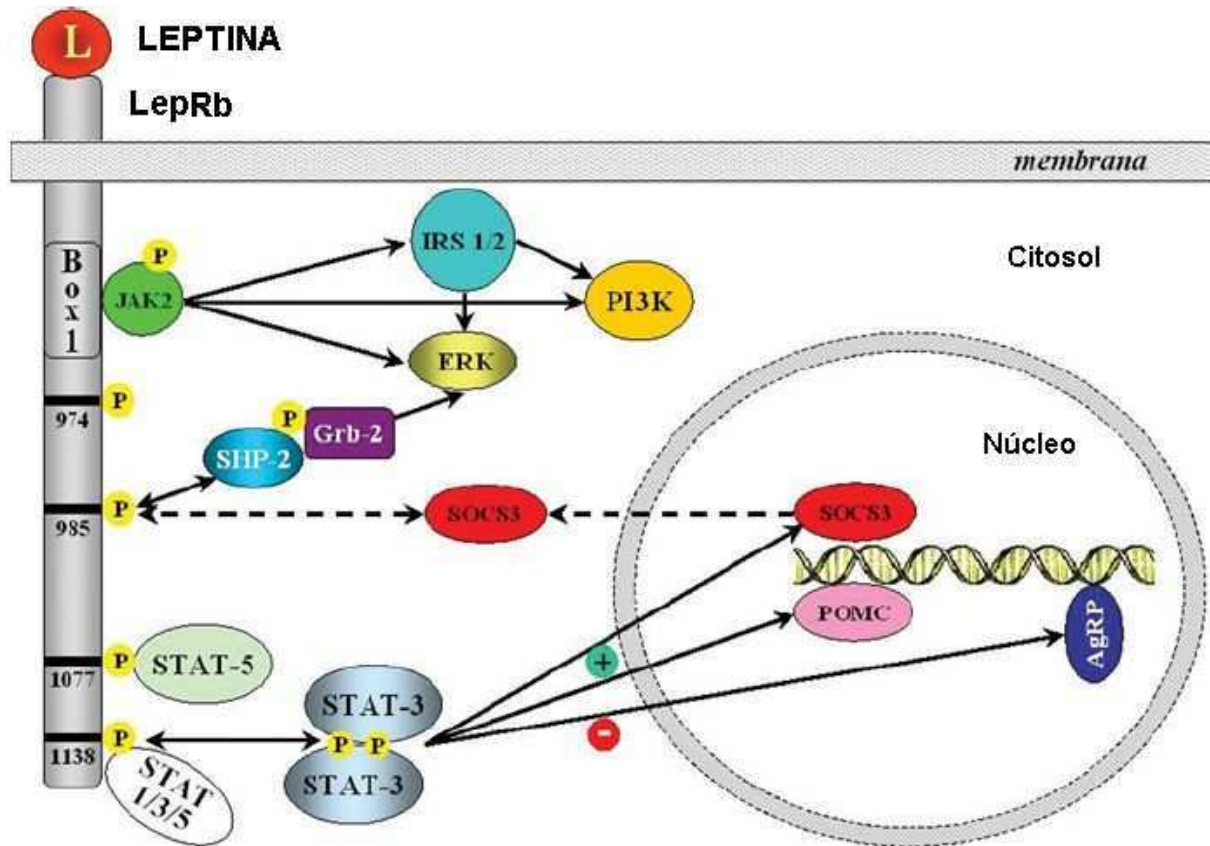 L
LEPTINA
LepRb
membrana
Box1
P
JAK2
IRS 1/2
PI3K
Citosol
ERK
P
974
P
Grb-2
SHP-2
Núcleo
P
985
SOCS3
SOCS3
POMC
AgRP
P
1077
STAT-5
+
STAT-3
P
1138
P P
-
STAT-3
STAT
1/3/5